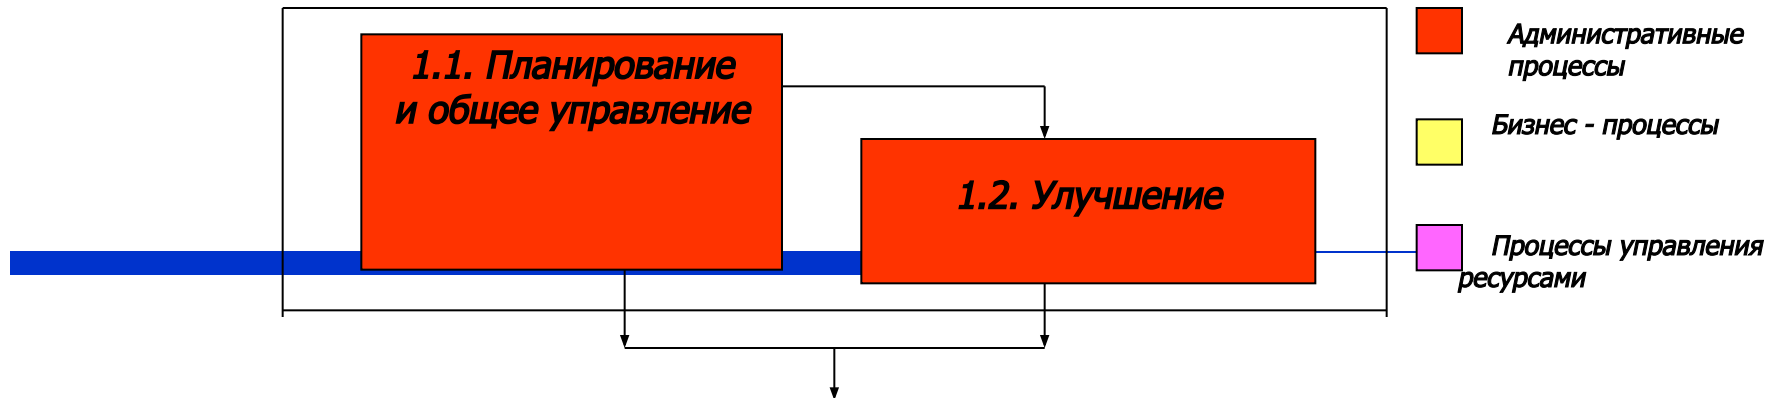 1.1. Планирование
и общее управление
1.2. Улучшение
Административные
процессы
Бизнес - процессы
Процессы управления
ресурсами